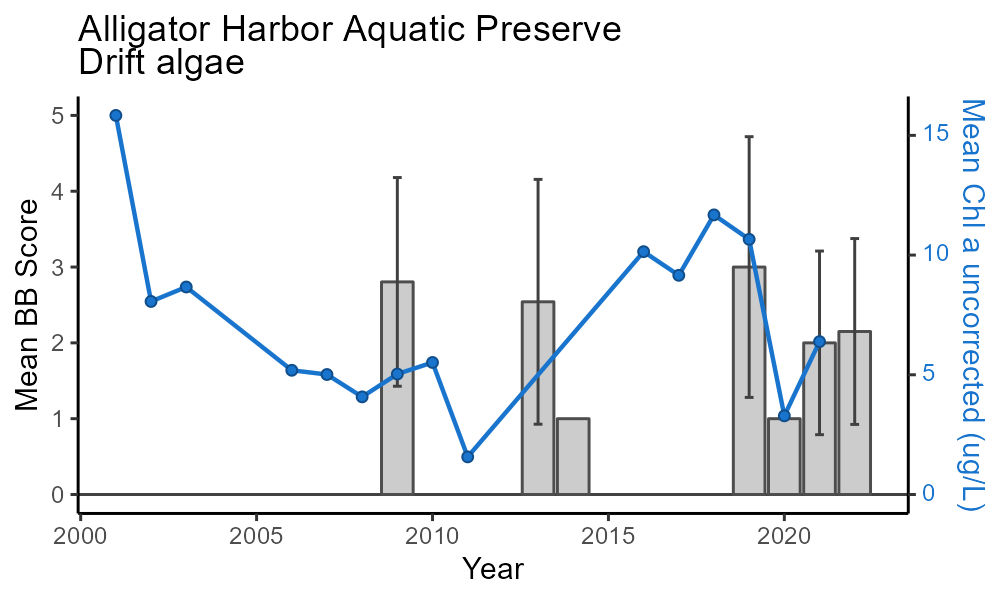 Alligator Harbor Aquatic Preserve
Drift algae
Mean BB Score
5
4
3
2
1
0
Mean Chl a uncorrected (ug/L)
15
10
5
0
2000 2005 2010 2015 2020
Year